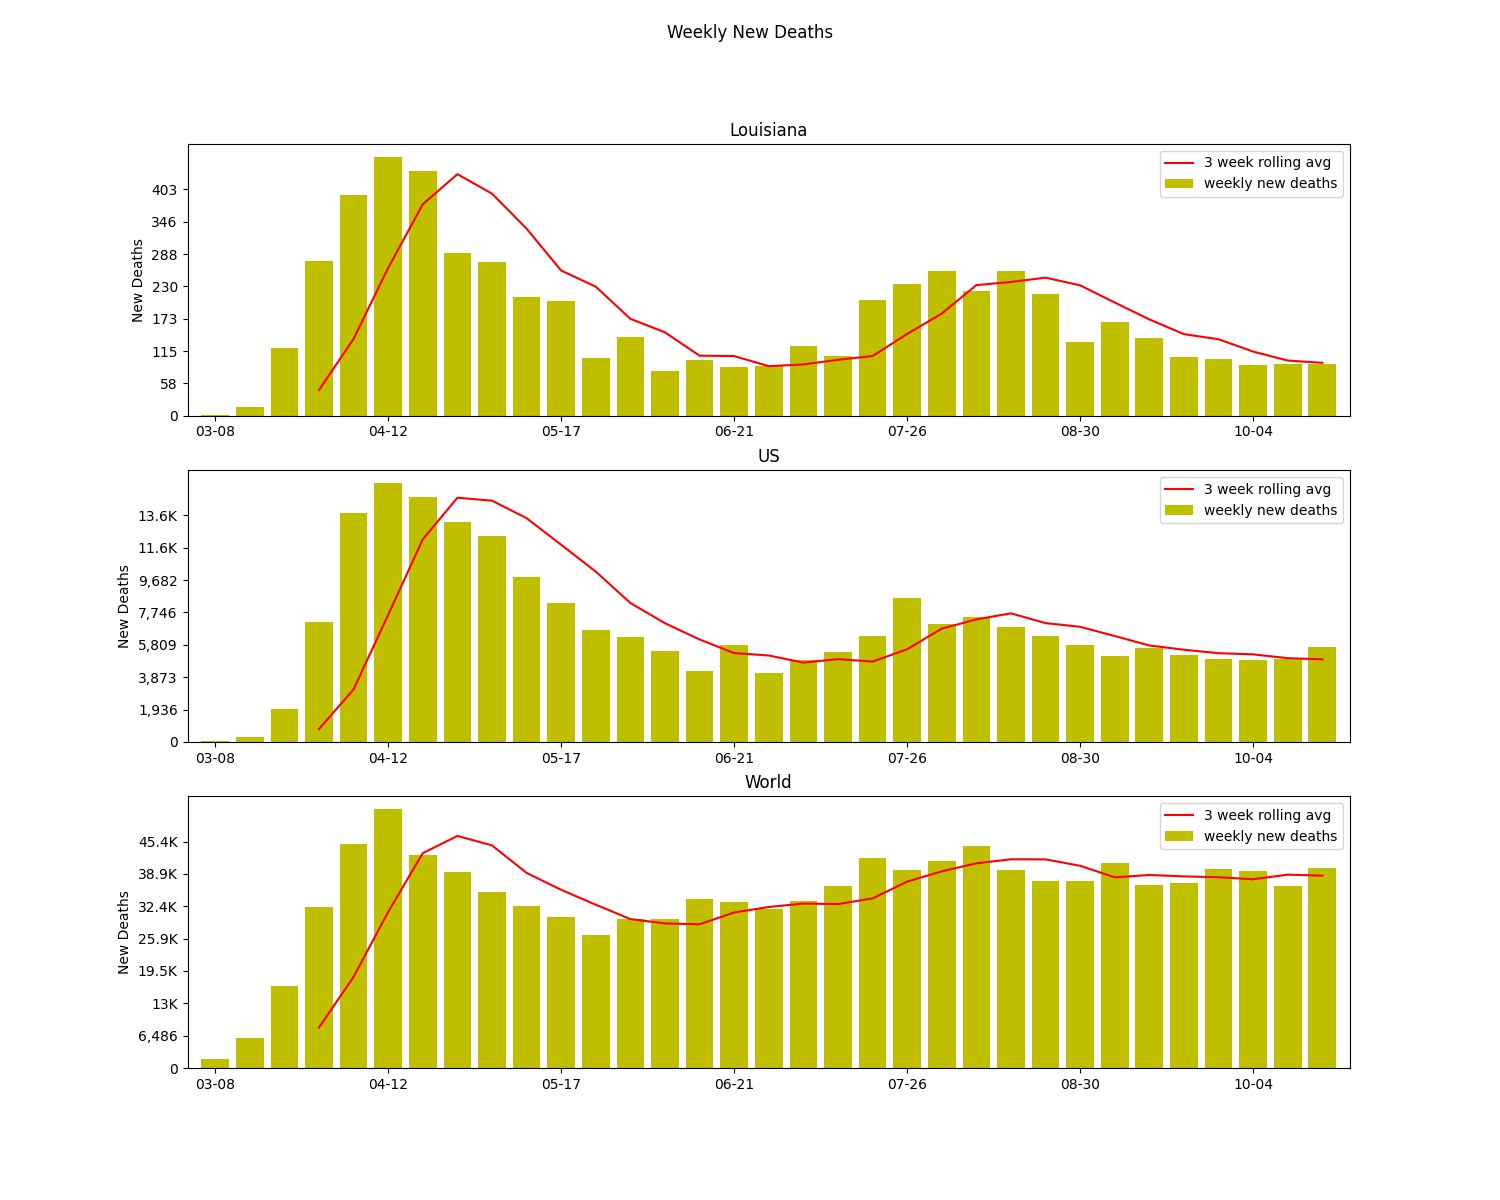 Weekly New Deaths
Louisiana
3 week rolling avg
weekly new deaths
New Deaths
403
346
288
230
173
115
58
0
03-08 04-12 05-17 06-21 07-26 08-30 10-04
US
3 week rolling avg
weekly new deaths
New Deaths
13.6K
11.6K
9,682
7,746
5,809
3,873
1,936
0
03-08 04-12 05-17 06-21 07-26 08-30 10-04
World
3 week rolling avg
weekly new deaths
New Deaths
45.4K
38.9K
32.4K
25.9K
19.5K
13K
6,486
0
03-08 04-12 05-17 06-21 07-26 08-30 10-04